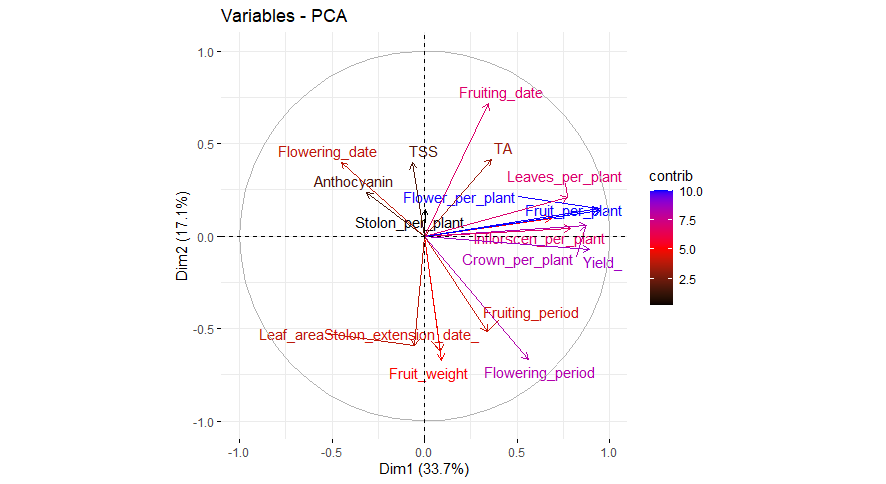 Variables - PCA
1.0
Fruiting_date
0.5
Flowering_date
TSS
TA
Leaves_per_plant
Anthocyanin
Flower_per_plant
Fruit_per_plant
Stolon_per_plant
0.0
Inflorscen_per_plant
Crown_per_plant
Yield_
Fruiting_period
-0.5
Leaf_area
Stolon_extension_date_
Fruit_weight
Flowering_period
-1.0
-1.0
-0.5
0.0
0.5
1.0
Dim1 (33.7%)
Dim2 (17.1%)
contrib
10.0
7.5
5.0
2.5